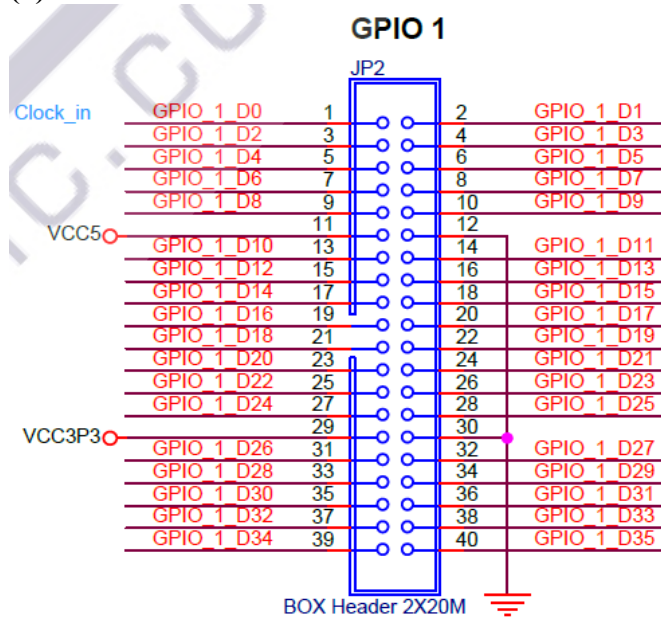 GPIO 1
JP2
Clock_in GPIO_1_D0 1 2 GPIO_1_D1
GPIO_1_D2 3 4 GPIO_1_D3
GPIO_1_D4 5 6 GPIO_1_D5
GPIO_1_D6 7 8 GPIO_1_D7
GPIO_1_D8 9 10 GPIO_1_D9
VCC5 11 12
GPIO_1_D10 13 14 GPIO_1_D11
GPIO_1_D12 15 16 GPIO_1_D13
GPIO_1_D14 17 18 GPIO_1_D15
GPIO_1_D16 19 20 GPIO_1_D17
GPIO_1_D18 21 22 GPIO_1_D19
GPIO_1_D20 23 24 GPIO_1_D21
GPIO_1_D22 25 26 GPIO_1_D23
GPIO_1_D24 27 28 GPIO_1_D25
VCC3P3 29 30
GPIO_1_D26 31 32 GPIO_1_D27
GPIO_1_D28 33 34 GPIO_1_D29
GPIO_1_D30 35 36 GPIO_1_D31
GPIO_1_D32 37 38 GPIO_1_D33
GPIO_1_D34 39 40 GPIO_1_D35
BOX Header 2X20M